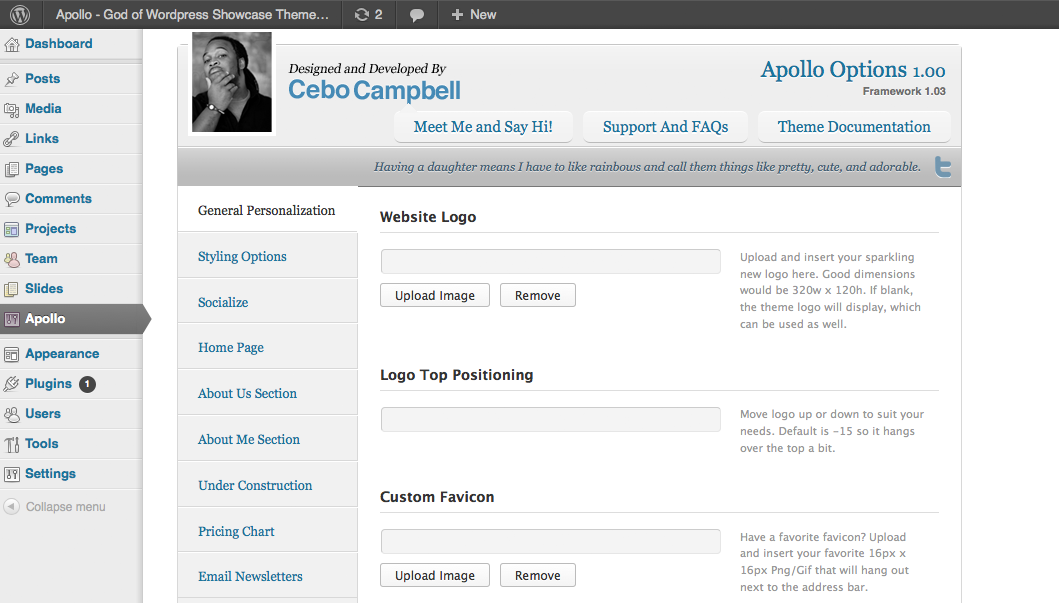 Apollo - God of Wordpress Showcase Theme... 2 + New
Dashboard
Posts
Media
Links
Pages
Comments
Projects
Team
Slides
Apollo
Appearance
Plugins 1
Users
Tools
Settings
Collapse menu
Designed and Developed By
Cebo Campbell
Apollo Options 1.00
Framework 1.03
Meet Me and Say Hi! Support And FAQs Theme Documentation
Having a daughter means I have to like rainbows and call them things like pretty, cute, and adorable.
General Personalization
Styling Options
Socialize
Home Page
About Us Section
About Me Section
Under Construction
Pricing Chart
Email Newsletters
Website Logo
Upload Image Remove
Upload and insert your sparkling
new logo here. Good dimensions
would be 320w x 120h. If blank,
the theme logo will display, which
can be used as well.
Logo Top Positioning
Move logo up or down to suit your
needs. Default is -15 so it hangs
over the top a bit.
Custom Favicon
Upload Image Remove
Have a favorite favicon? Upload
and insert your favorite 16px x
16px Png/Gif that will hang out
next to the address bar.